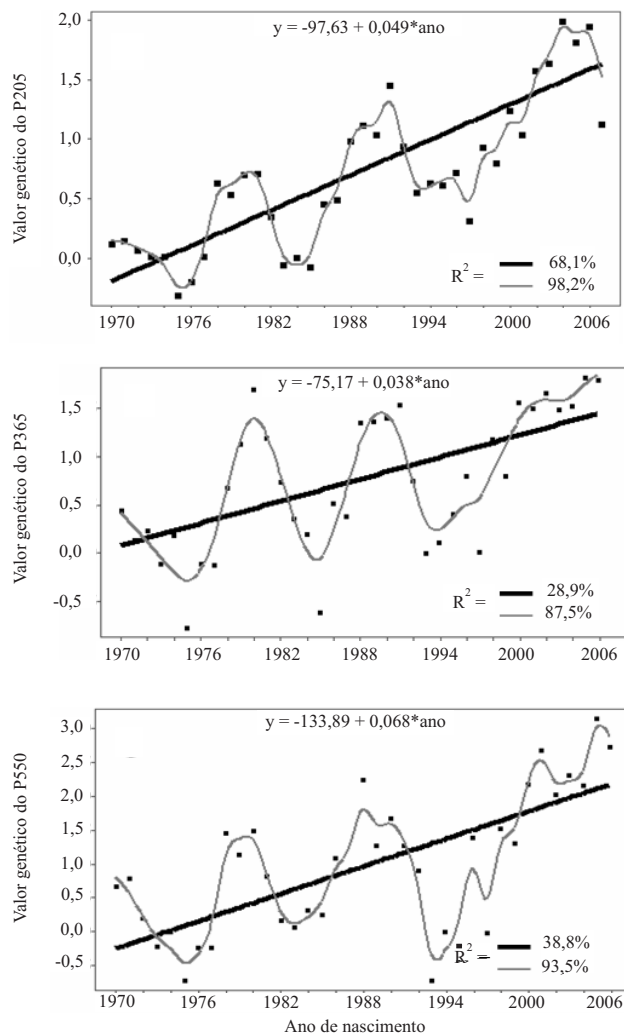 y = -97,63 + 0,049*ano
Valor genético do P205
2,0
1,5
1,0
0,5
0,0
R² =
68,1%
98,2%
1970 1976 1982 1988 1994 2000 2006
y = -75,17 + 0,038*ano
Valor genético do P365
1,5
1,0
0,5
0,0
-0,5
R² =
28,9%
87,5%
1970 1976 1982 1988 1994 2000 2006
y = -133,89 + 0,068*ano
Valor genético do P550
3,0
2,5
2,0
1,5
1,0
0,5
0,0
-0,5
R² =
38,8%
93,5%
1970 1976 1982 1988 1994 2000 2006
Ano de nascimento